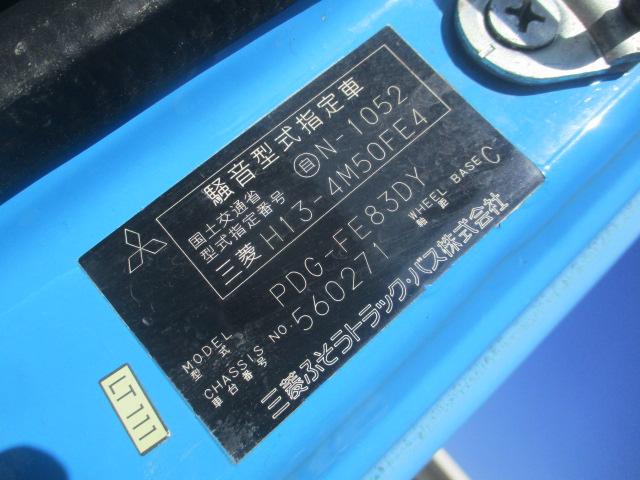 騒音型式指定車
国土交通省
型式指定番号 自N-1052
三菱 H13-4M50FE4
MODEL
型式 PDG-FE83DY WHEEL BASE
軸距 C
CHASSIS NO.
車台番号 560271
三菱ふそうトラック・バス株式会社
LT111